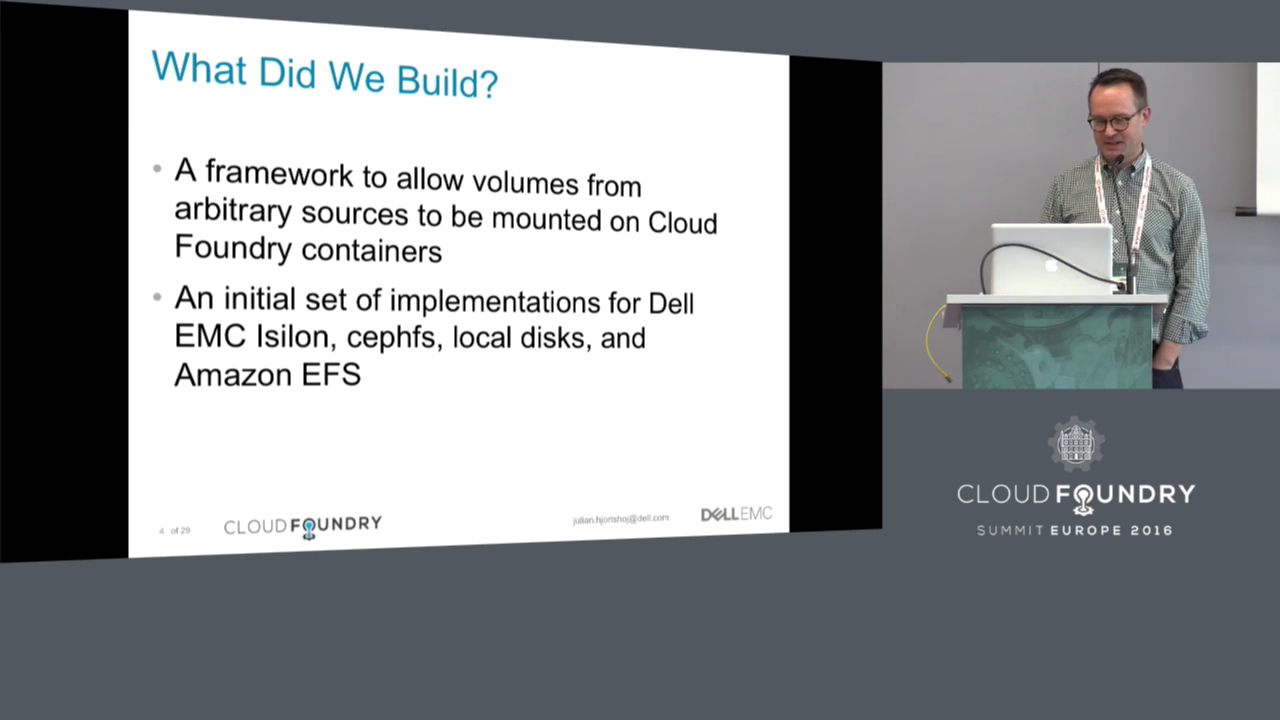 What Did We Build?
• A framework to allow volumes from
arbitrary sources to be mounted on Cloud
Foundry containers
• An initial set of implementations for Dell
EMC Isilon, cephfs, local disks, and
Amazon EFS
4 of 29
CLOUDFOUNDRY
julian.hjortshoj@dell.com
DELLEMC
CLOUDFOUNDRY
SUMMIT EUROPE 2016